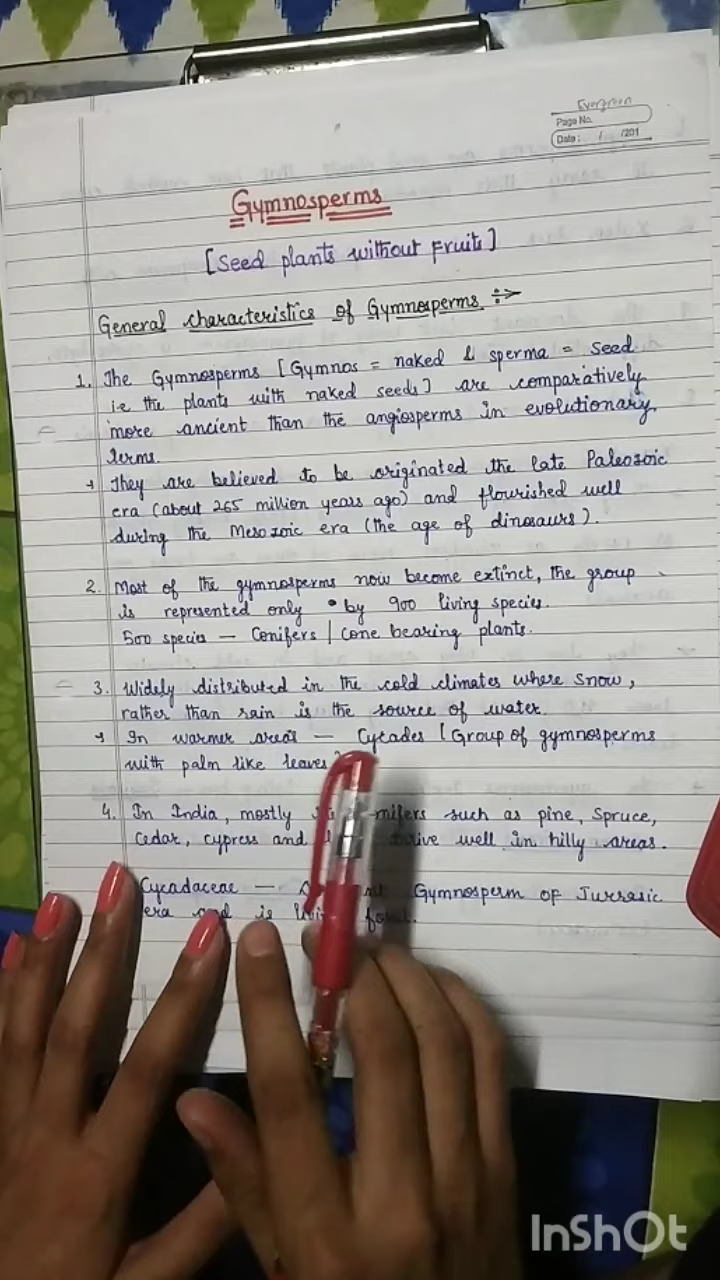 Evergreen
Page No.
Date: / /201
Gymnosperms
[Seed plants without fruits]
General characteristics of Gymnosperms :->
1. The Gymnosperms [Gymnos = naked & sperma = Seed
i.e the plants with naked seeds] are comparatively
more ancient than the angiosperms in evolutionary
terms.
→ They are believed to be originated the late Paleozoic
era (about 265 million years ago) and flourished well
during the Mesozoic era (the age of dinosaurs).
2. Most of the gymnosperms now become extinct, the group
is represented only by 900 living species.
500 species — Conifers / cone bearing plants.
3. Widely distributed in the cold climates where snow,
rather than rain is the source of water.
→ In warmer areas — Cycades [Group of gymnosperms
with palm like leaves]
4. In India, mostly such as pine, Spruce,
Cedar, cypress and thrive well in hilly areas.
Cycadaceae — Gymnosperm of Jurrasic
era and is
InShOt